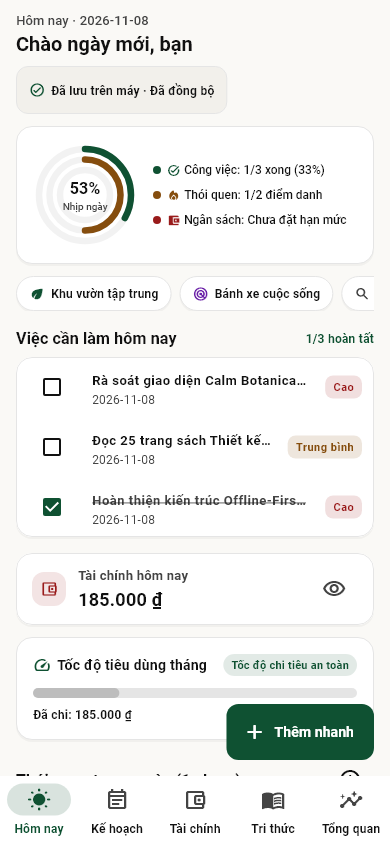 Hôm nay · 2026-11-08
Chào ngày mới, bạn
Đã lưu trên máy · Đã đồng bộ
53%
Nhịp ngày
Công việc: 1/3 xong (33%)
Thói quen: 1/2 điểm danh
Ngân sách: Chưa đặt hạn mức
Khu vườn tập trung
Bánh xe cuộc sống
Việc cần làm hôm nay
1/3 hoàn tất
Rà soát giao diện Calm Botanica...
2026-11-08
Cao
Đọc 25 trang sách Thiết kế...
2026-11-08
Trung bình
Hoàn thiện kiến trúc Offline-Firs...
2026-11-08
Cao
Tài chính hôm nay
185.000 ₫
Tốc độ tiêu dùng tháng
Tốc độ chi tiêu an toàn
Đã chi: 185.000 ₫
Thêm nhanh
Hôm nay
Kế hoạch
Tài chính
Tri thức
Tổng quan